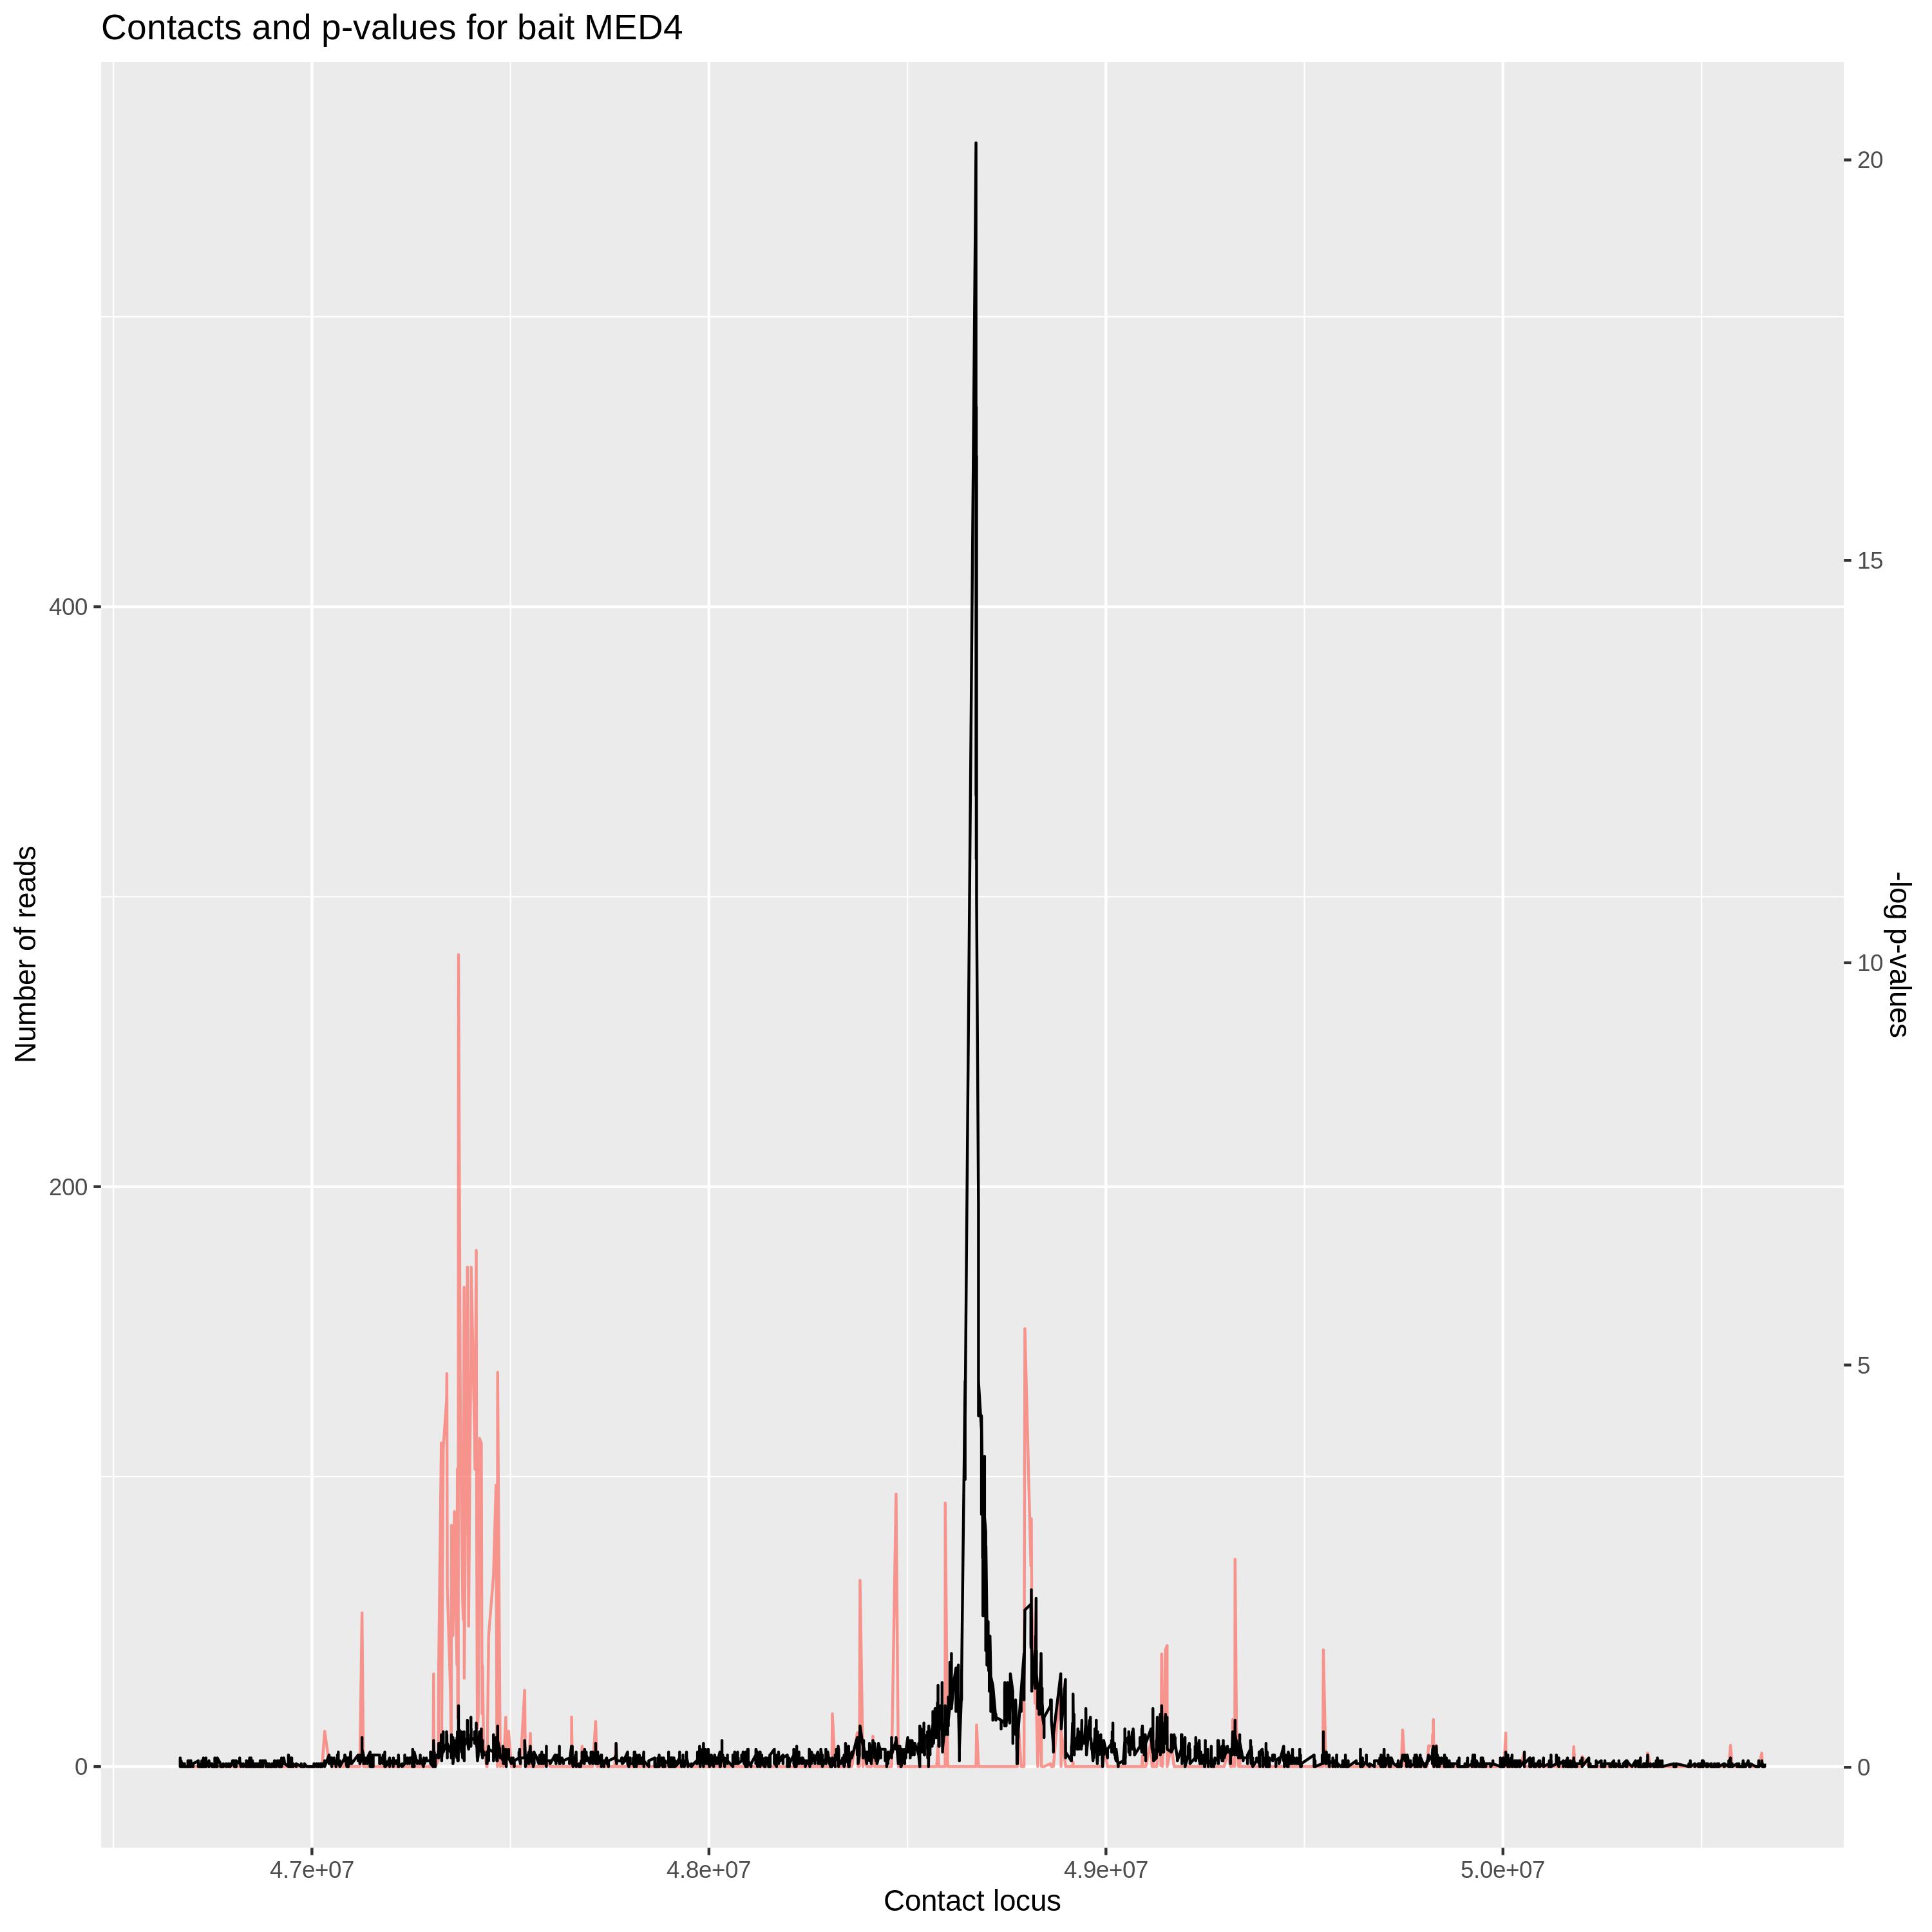 Contacts and p-values for bait MED4
20
15
400
Number of reads
-log p-values
10
200
5
0
0
4.7e+07
4.8e+07
4.9e+07
5.0e+07
Contact locus